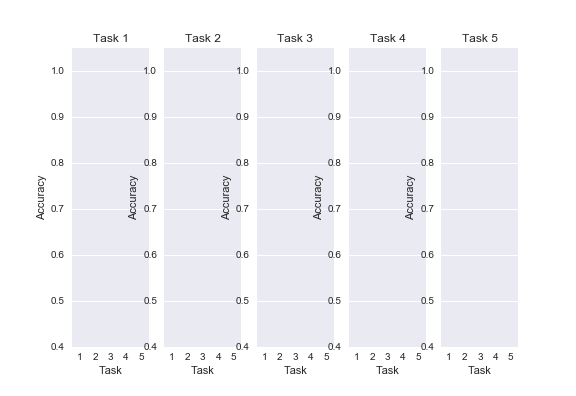 Task 1 Task 2 Task 3 Task 4 Task 5
1.0 1.0 1.0 1.0 1.0
0.9 0.9 0.9 0.9 0.9
0.8 0.8 0.8 0.8 0.8
Accuracy Accuracy Accuracy Accuracy Accuracy
0.7 0.7 0.7 0.7 0.7
0.6 0.6 0.6 0.6 0.6
0.5 0.5 0.5 0.5 0.5
0.4 0.4 0.4 0.4 0.4
1 2 3 4 5 1 2 3 4 5 1 2 3 4 5 1 2 3 4 5 1 2 3 4 5
Task Task Task Task Task